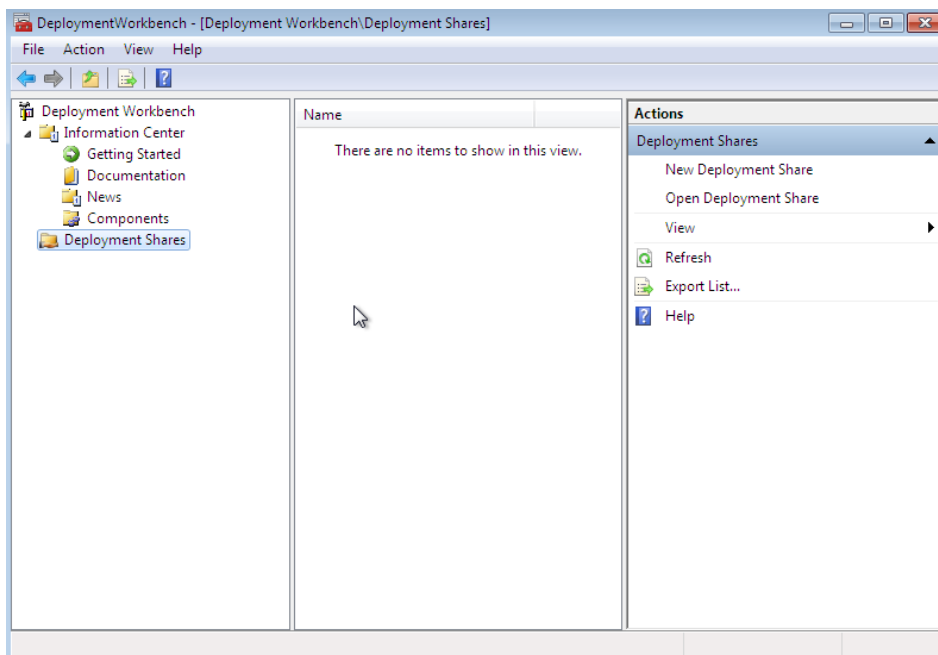 DeploymentWorkbench - [Deployment Workbench\Deployment Shares]
File Action View Help
Deployment Workbench
Information Center
Getting Started
Documentation
News
Components
Deployment Shares
Name
There are no items to show in this view.
Actions
Deployment Shares
New Deployment Share
Open Deployment Share
View
Refresh
Export List...
Help